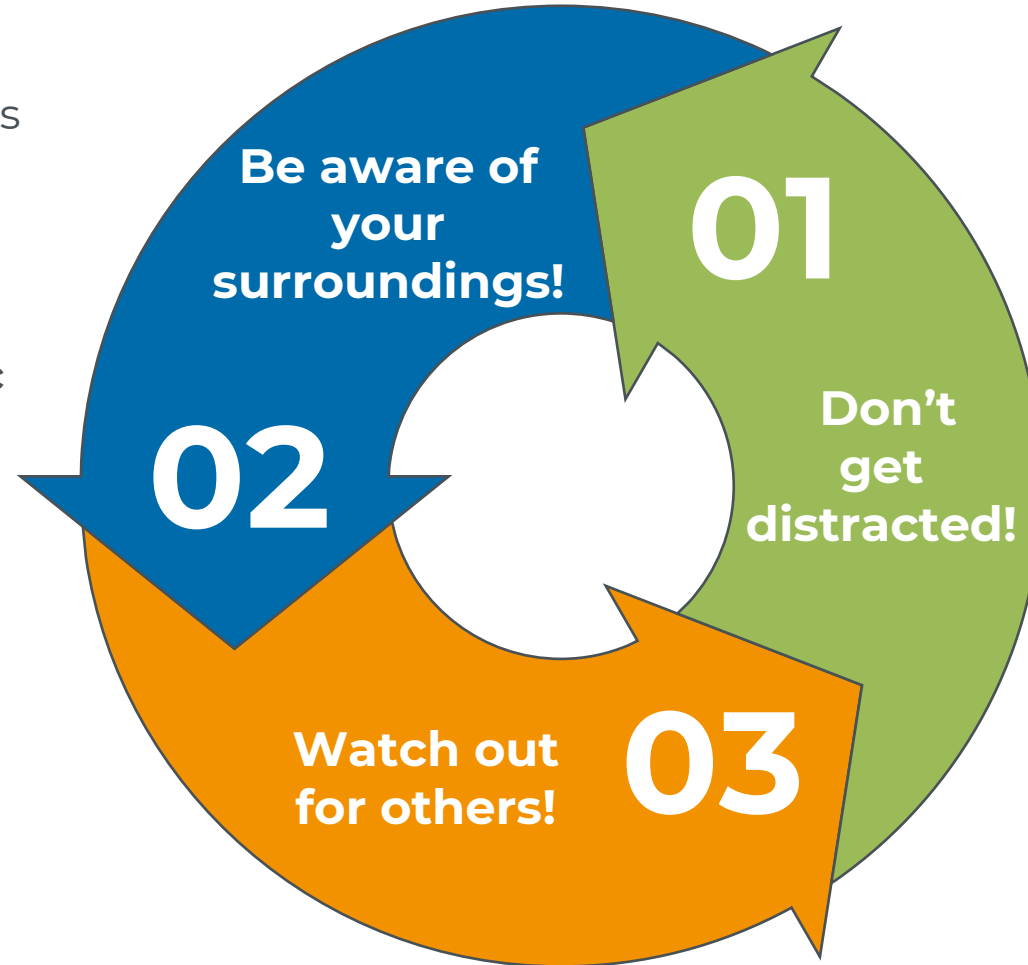 s
01
Don’t
get
distracted!
Be aware of
your
surroundings!
02
Watch out
for others!
03